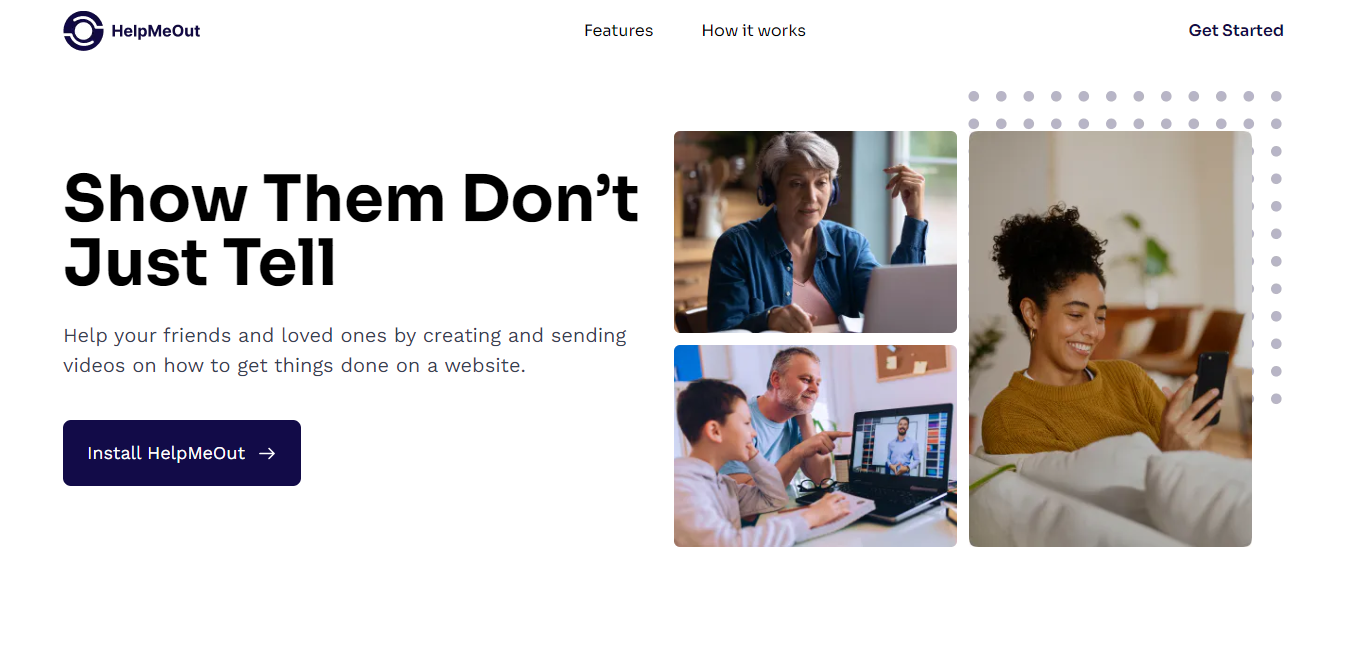 HelpMeOut
Features
How it works
Get Started
Show Them Don’t
Just Tell
Help your friends and loved ones by creating and sending
videos on how to get things done on a website.
Install HelpMeOut →